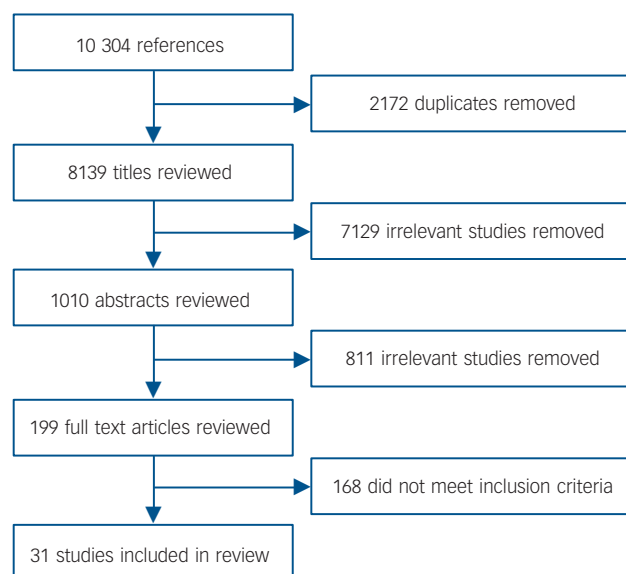 10 304 references
2172 duplicates removed
8139 titles reviewed
7129 irrelevant studies removed
1010 abstracts reviewed
811 irrelevant studies removed
199 full text articles reviewed
168 did not meet inclusion criteria
31 studies included in review